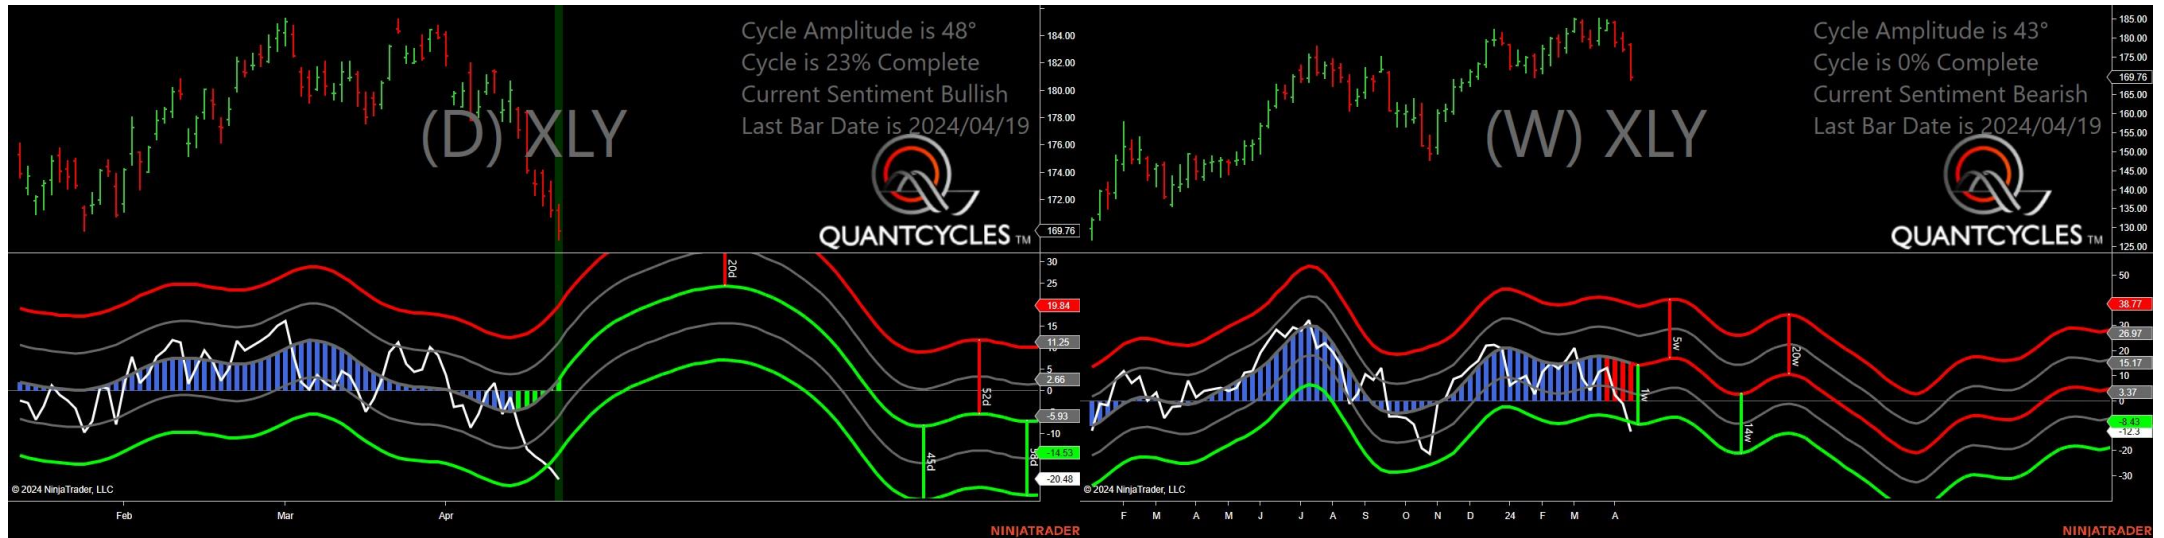 Cycle Amplitude is 48°
Cycle is 23% Complete
Current Sentiment Bullish
Last Bar Date is 2024/04/19
(D) XLY
QUANTCYCLES TM
184.00
182.00
180.00
178.00
176.00
174.00
172.00
169.76
30
25
19.84
15
11.25
5
2.66
0
-5.93
-10
-14.53
-20.48
20d
45d
52d
© 2024 NinjaTrader, LLC
Feb Mar Apr
NINJATRADER
Cycle Amplitude is 43°
Cycle is 0% Complete
Current Sentiment Bearish
Last Bar Date is 2024/04/19
(W) XLY
QUANTCYCLES TM
185.00
180.00
175.00
169.76
165.00
160.00
155.00
150.00
145.00
140.00
135.00
130.00
125.00
50
38.77
26.97
20
15.17
10
3.37
0
-8.43
-12.3
-20
-30
1w
5w
14w
20w
© 2024 NinjaTrader, LLC
F M A M J J A S O N D 24 F M A
NINJATRADER